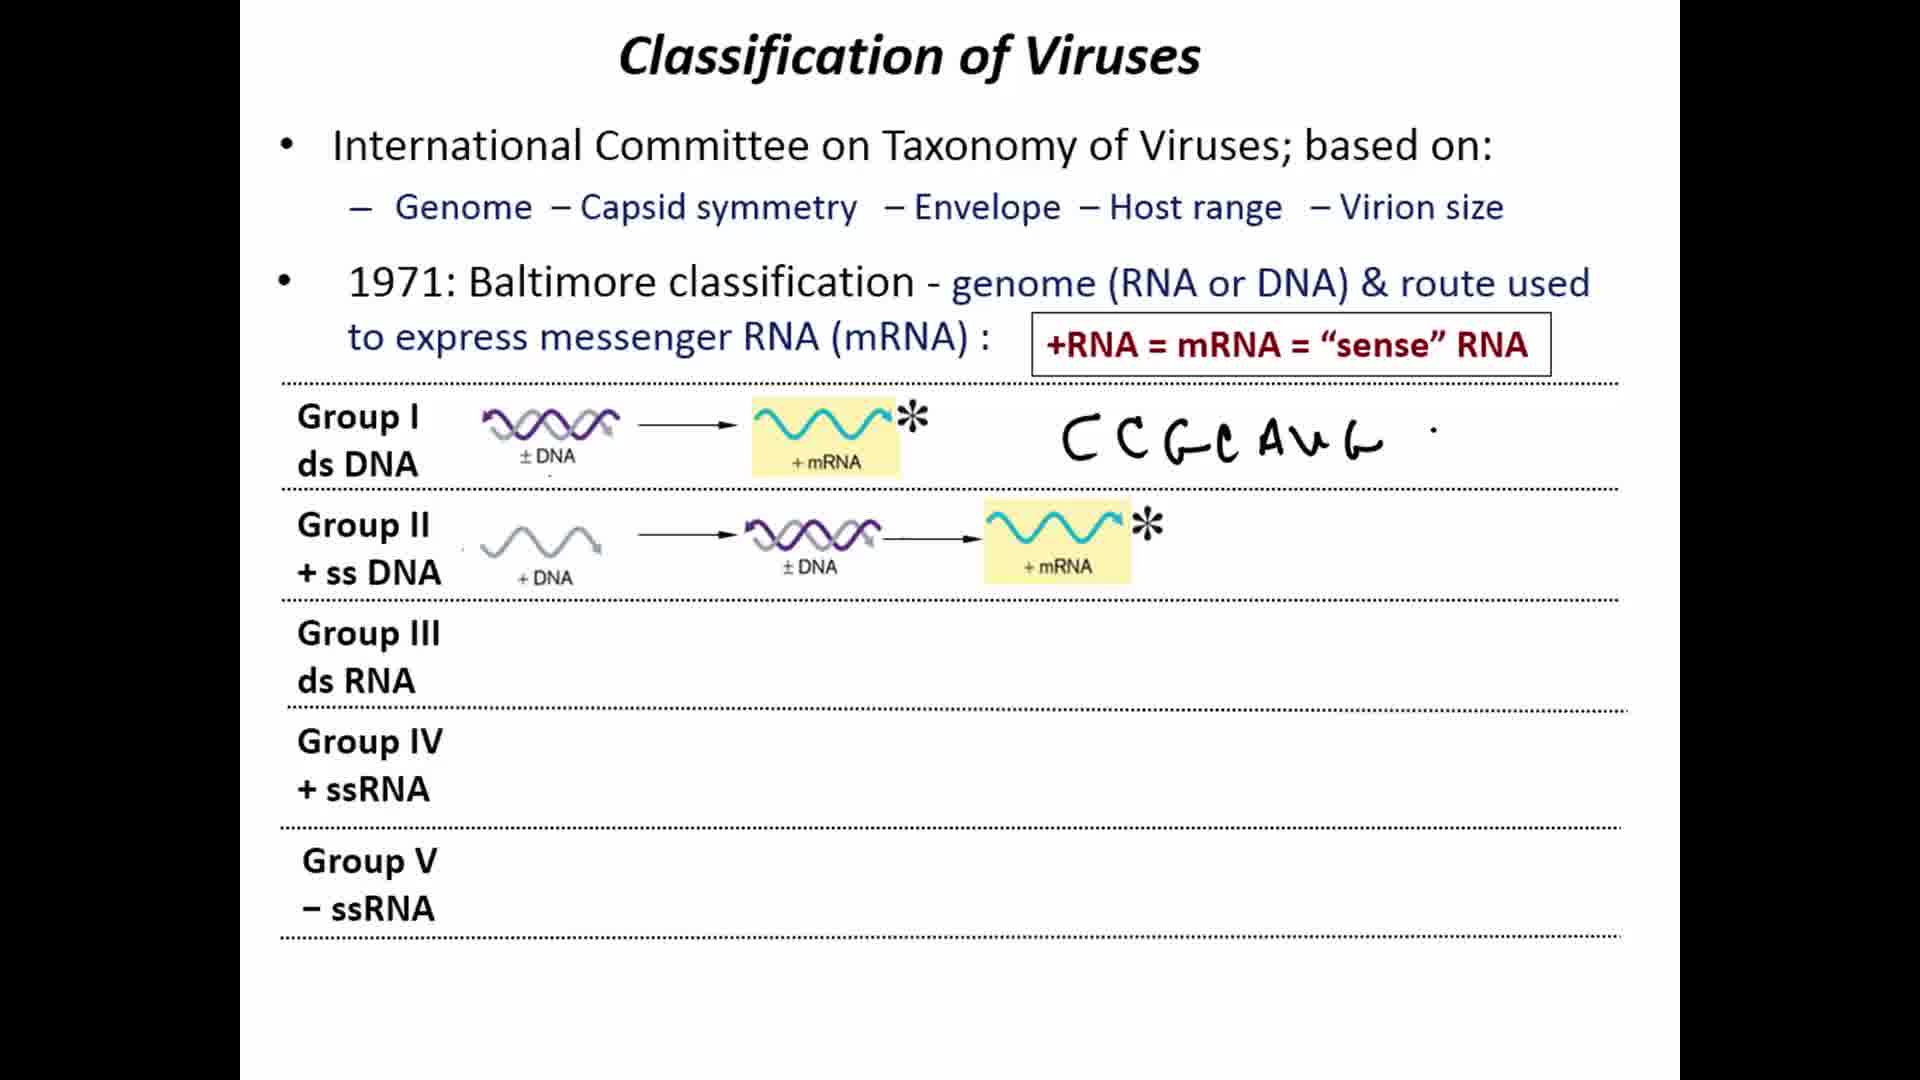 Classification of Viruses
• International Committee on Taxonomy of Viruses; based on:
– Genome – Capsid symmetry – Envelope – Host range – Virion size
• 1971: Baltimore classification - genome (RNA or DNA) & route used
to express messenger RNA (mRNA) :
+RNA = mRNA = “sense” RNA
Group I
ds DNA
± DNA
+ mRNA
*
CCGCAUG
Group II
+ ss DNA
+ DNA
± DNA
+ mRNA
*
Group III
ds RNA
Group IV
+ ssRNA
Group V
– ssRNA